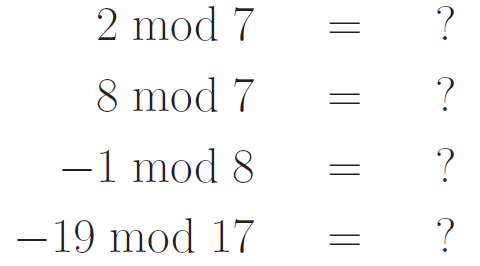 2 mod 7 = ?
8 mod 7 = ?
−1 mod 8 = ?
−19 mod 17 = ?